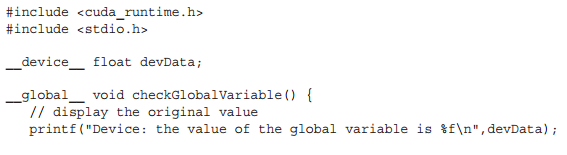 #include <cuda_runtime.h>
#include <stdio.h>
__device__ float devData;
__global__ void checkGlobalVariable() {
// display the original value
printf("Device: the value of the global variable is %f\n",devData);